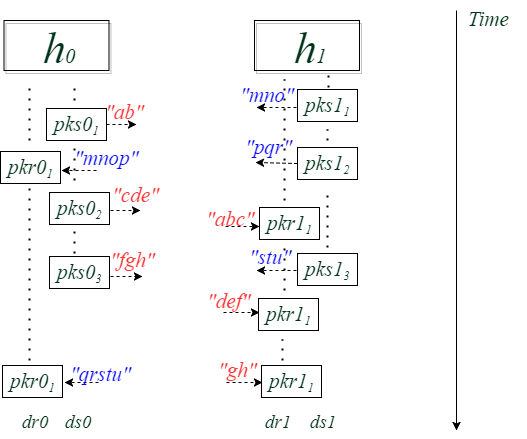 h0 h1 Time
"mno" pks11
pks01 "ab"
pkr01 "mnop" "pqr" pks12
pks02 "cde"
"abc" pkr11
pks03 "fgh" "stu" pks13
"def" pkr11
pkr01 "qrstu" "gh" pkr11
dr0 ds0 dr1 ds1